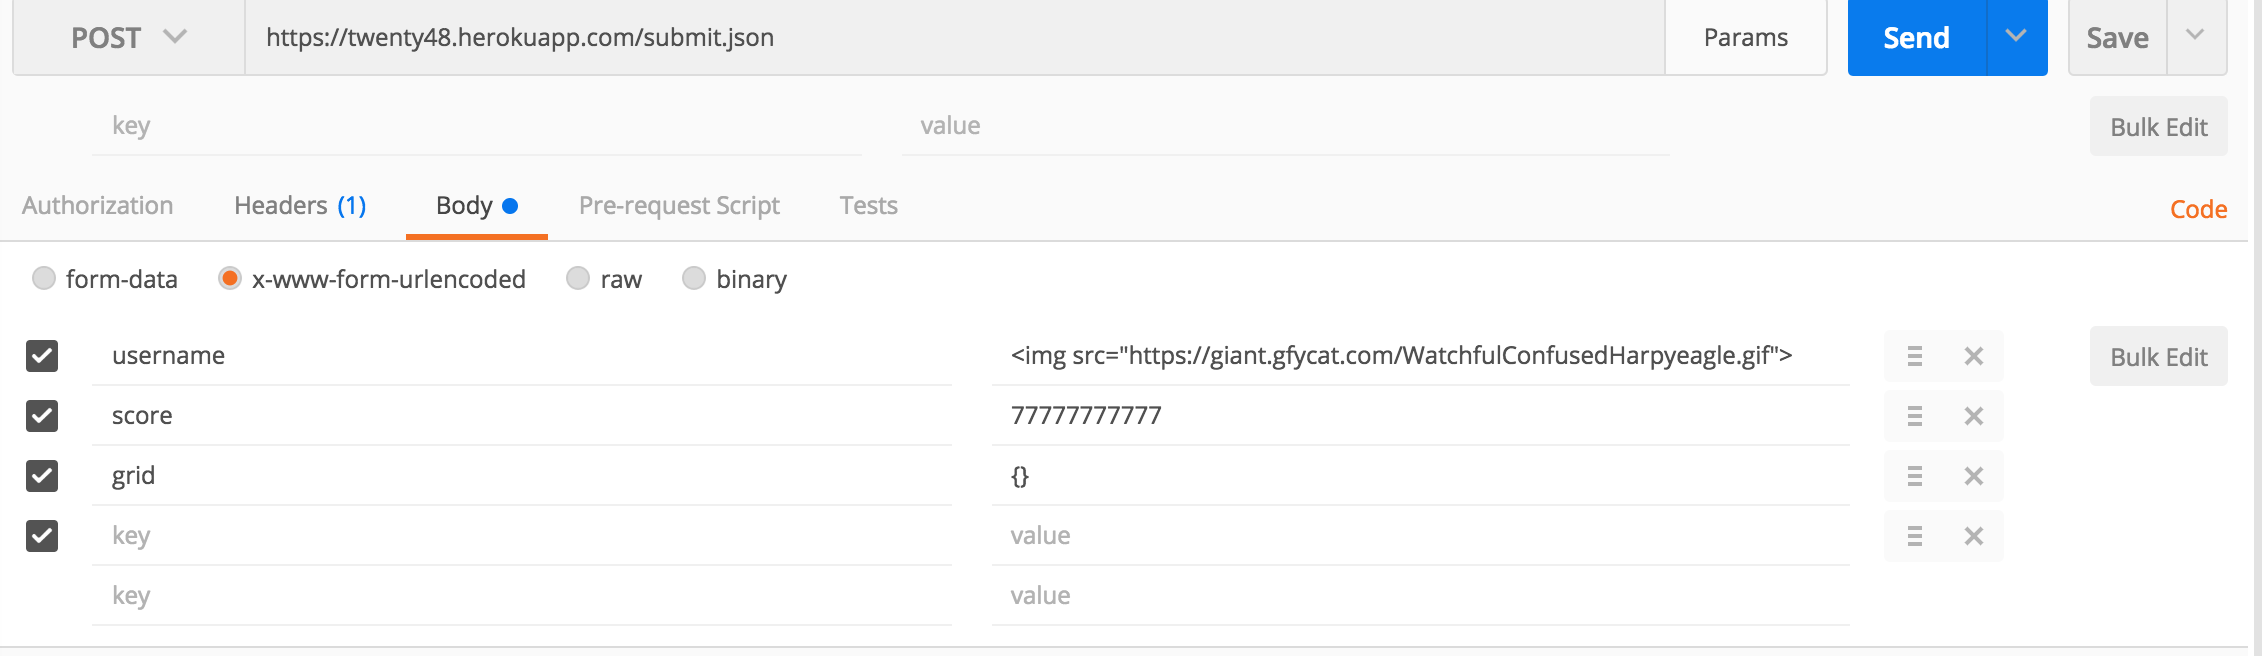 POST https://twenty48.herokuapp.com/submit.json Params Send Save
key value Bulk Edit
Authorization Headers (1) Body Pre-request Script Tests Code
form-data x-www-form-urlencoded raw binary
username <img src="https://giant.gfycat.com/WatchfulConfusedHarpyeagle.gif"> Bulk Edit
score 77777777777
grid {}
key value
key value